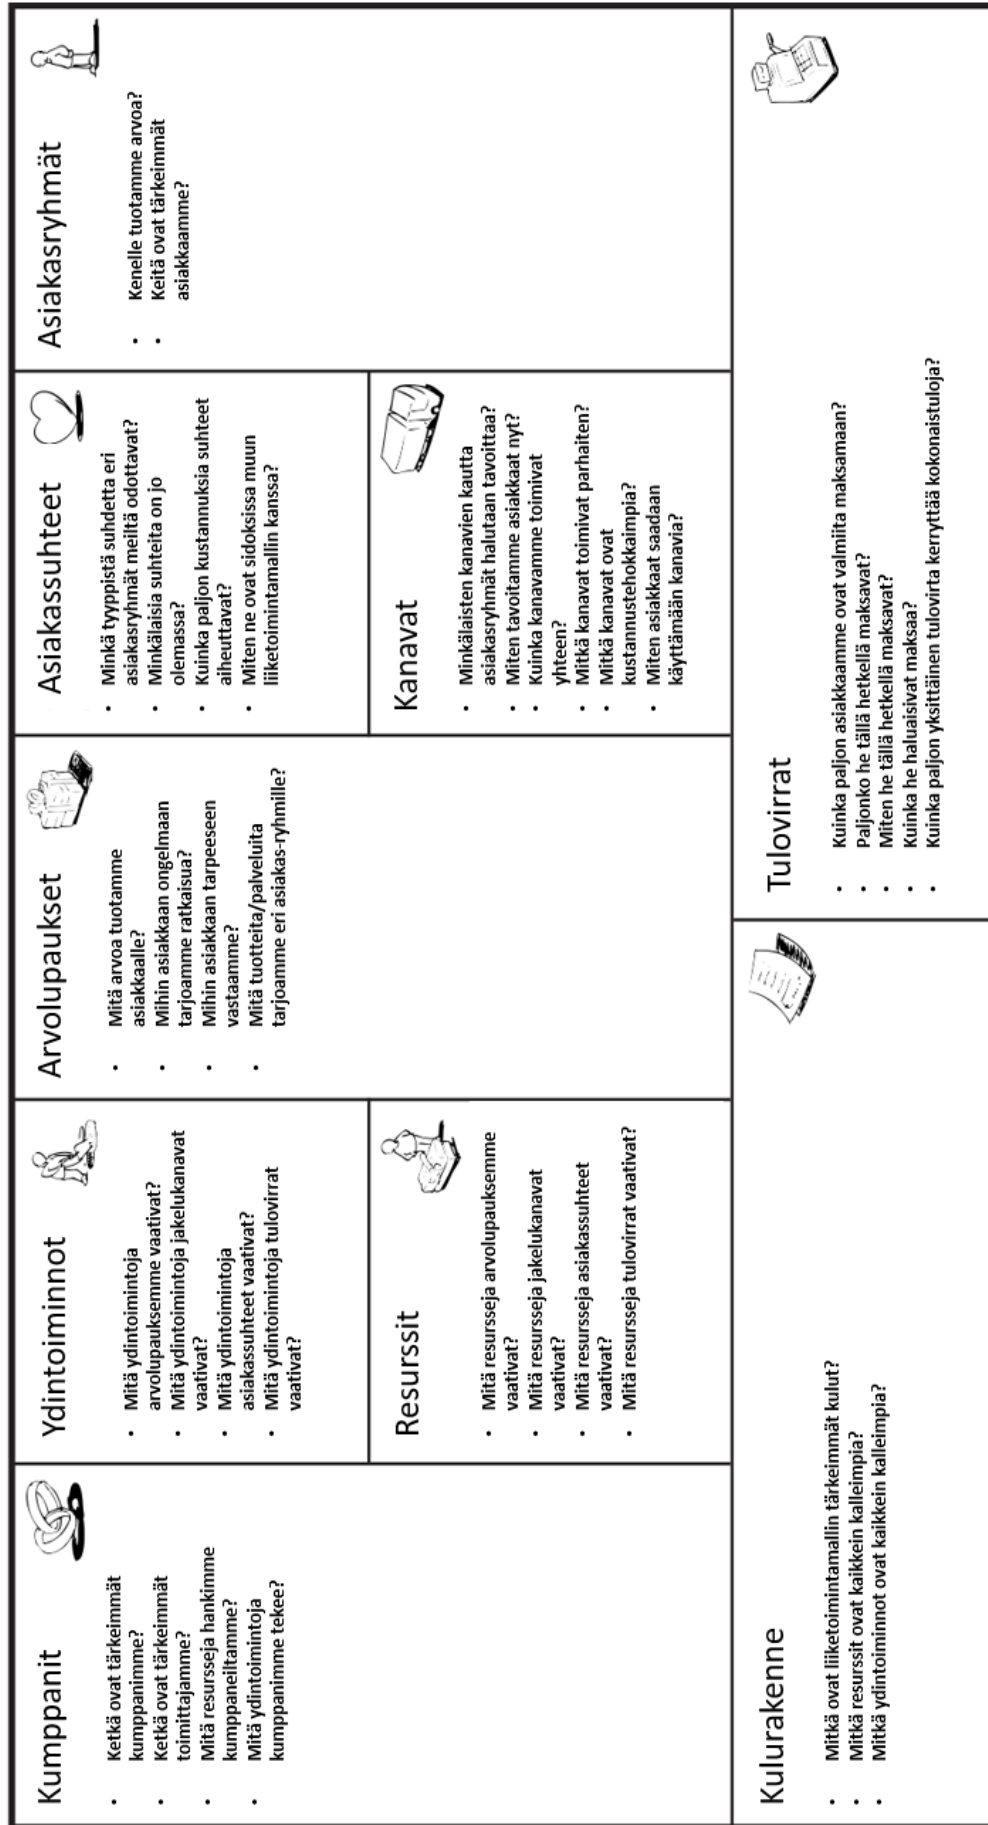 Kumppanit
• Ketkä ovat tärkeimmät
kumppanimme?
• Ketkä ovat tärkeimmät
toimittajamme?
• Mitä resursseja hankimme
kumppaneiltamme?
• Mitä ydintoimintoja
kumppanimme tekee?
Ydintoiminnot
• Mitä ydintoimintoja
arvolupauksemme vaativat?
• Mitä ydintoimintoja jakelukanavat
vaativat?
• Mitä ydintoimintoja
asiakassuhteet vaativat?
• Mitä ydintoimintoja tulovirrat
vaativat?
Resurssit
• Mitä resursseja arvolupauksemme
vaativat?
• Mitä resursseja jakelukanavat
vaativat?
• Mitä resursseja asiakassuhteet
vaativat?
• Mitä resursseja tulovirrat vaativat?
Arvolupaukset
• Mitä arvoa tuotamme
asiakkaalle?
• Mihin asiakkaan ongelmaan
tarjoamme ratkaisua?
• Mihin asiakkaan tarpeeseen
vastaamme?
• Mitä tuotteita/palveluita
tarjoamme eri asiakas-ryhmille?
Asiakassuhteet
• Minkä tyyppistä suhdetta eri
asiakasryhmät meiltä odottavat?
• Minkälaisia suhteita on jo
olemassa?
• Kuinka paljon kustannuksia suhteet
aiheuttavat?
• Miten ne ovat sidoksissa muun
liiketoimintamallin kanssa?
Kanavat
• Minkälaisten kanavien kautta
asiakasryhmät halutaan tavoittaa?
• Miten tavoitamme asiakkaat nyt?
• Kuinka kanavamme toimivat
yhteen?
• Mitkä kanavat toimivat parhaiten?
• Mitkä kanavat ovat
kustannustehokkaimpia?
• Miten asiakkaat saadaan
käyttämään kanavia?
Asiakasryhmät
• Kenelle tuotamme arvoa?
• Keitä ovat tärkeimmät
asiakkaamme?
Kulurakenne
• Mitkä ovat liiketoimintamallin tärkeimmät kulut?
• Mitkä resurssit ovat kaikkein kalleimpia?
• Mitkä ydintoiminnot ovat kaikkein kalleimpia?
Tulovirrat
• Kuinka paljon asiakkaamme ovat valmiita maksamaan?
• Paljonko he tällä hetkellä maksavat?
• Miten he tällä hetkellä maksavat?
• Kuinka he haluaisivat maksaa?
• Kuinka paljon yksittäinen tulovirta kerryttää kokonaistuloja?